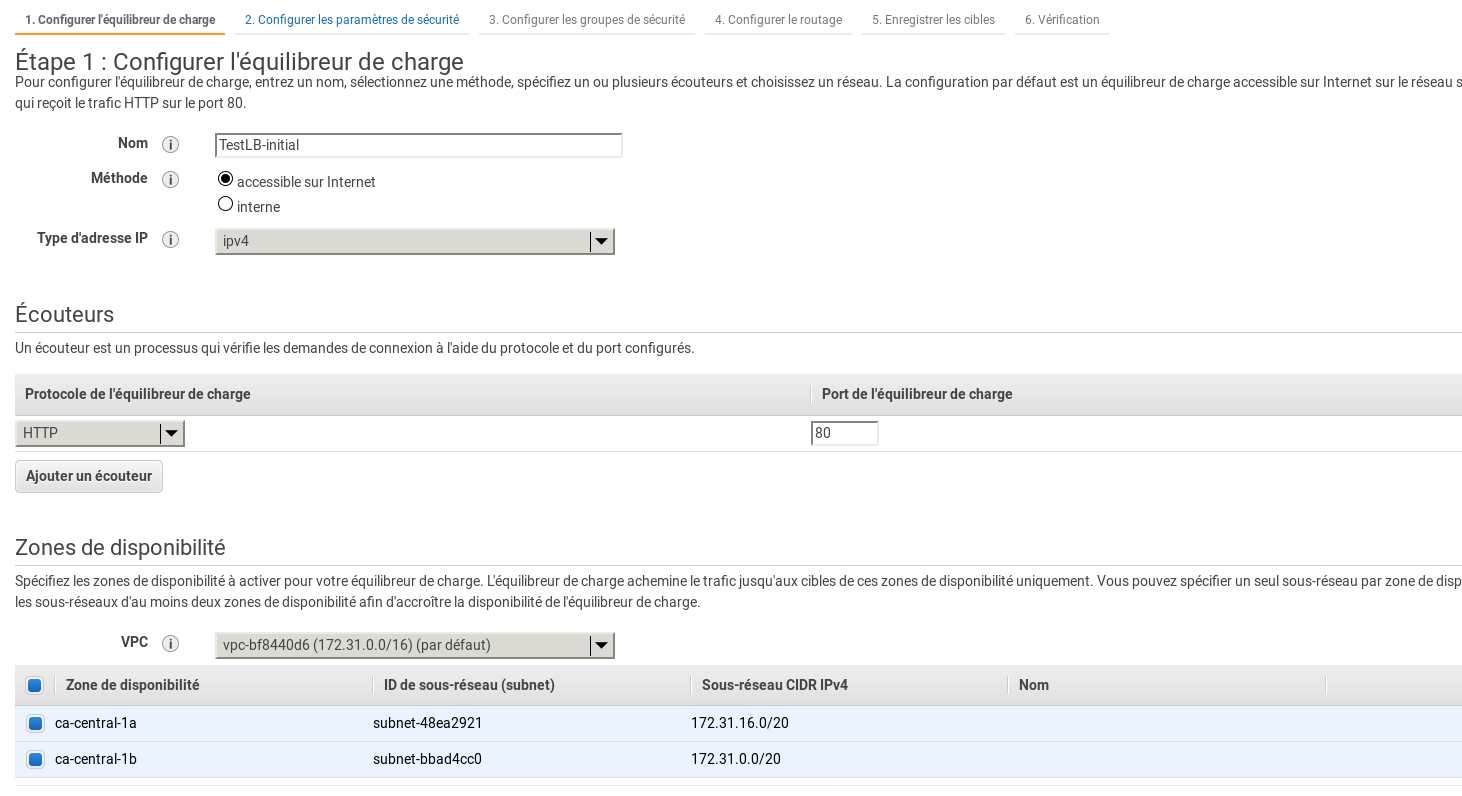 1. Configurer l'équilibreur de charge 2. Configurer les paramètres de sécurité 3. Configurer les groupes de sécurité 4. Configurer le routage 5. Enregistrer les cibles 6. Vérification
Étape 1 : Configurer l'équilibreur de charge
Pour configurer l'équilibreur de charge, entrez un nom, sélectionnez une méthode, spécifiez un ou plusieurs écouteurs et choisissez un réseau. La configuration par défaut est un équilibreur de charge accessible sur Internet sur le réseau s
qui reçoit le trafic HTTP sur le port 80.
Nom i TestLB-initial
Méthode i accessible sur Internet
interne
Type d'adresse IP i ipv4
Écouteurs
Un écouteur est un processus qui vérifie les demandes de connexion à l'aide du protocole et du port configurés.
Protocole de l'équilibreur de charge Port de l'équilibreur de charge
HTTP 80
Ajouter un écouteur
Zones de disponibilité
Spécifiez les zones de disponibilité à activer pour votre équilibreur de charge. L'équilibreur de charge achemine le trafic jusqu'aux cibles de ces zones de disponibilité uniquement. Vous pouvez spécifier un seul sous-réseau par zone de disp
les sous-réseaux d'au moins deux zones de disponibilité afin d'accroître la disponibilité de l'équilibreur de charge.
VPC i vpc-bf8440d6 (172.31.0.0/16) (par défaut)
Zone de disponibilité ID de sous-réseau (subnet) Sous-réseau CIDR IPv4 Nom
ca-central-1a subnet-48ea2921 172.31.16.0/20
ca-central-1b subnet-bbad4cc0 172.31.0.0/20